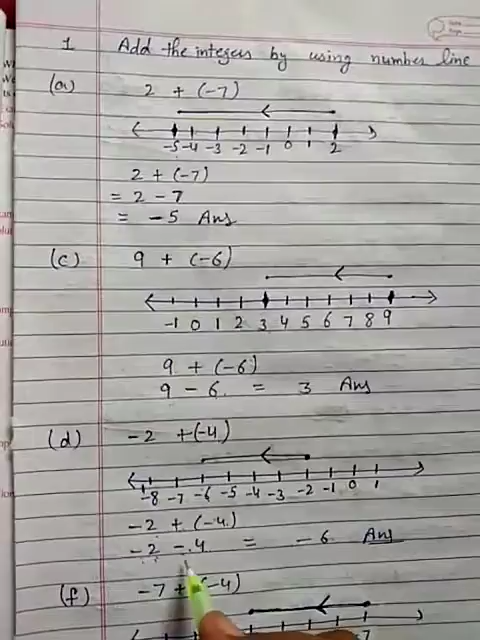 1 Add the integers by using number line
(a) 2 + (-7)
-5 -4 -3 -2 -1 0 1 2
2 + (-7)
= 2 - 7
= -5 Ans
(c) 9 + (-6)
-1 0 1 2 3 4 5 6 7 8 9
9 + (-6)
9 - 6 = 3 Ans
(d) -2 + (-4)
-8 -7 -6 -5 -4 -3 -2 -1 0 1
-2 + (-4)
-2 - 4 = -6 Ans
(f) -7 + (-4)
-7